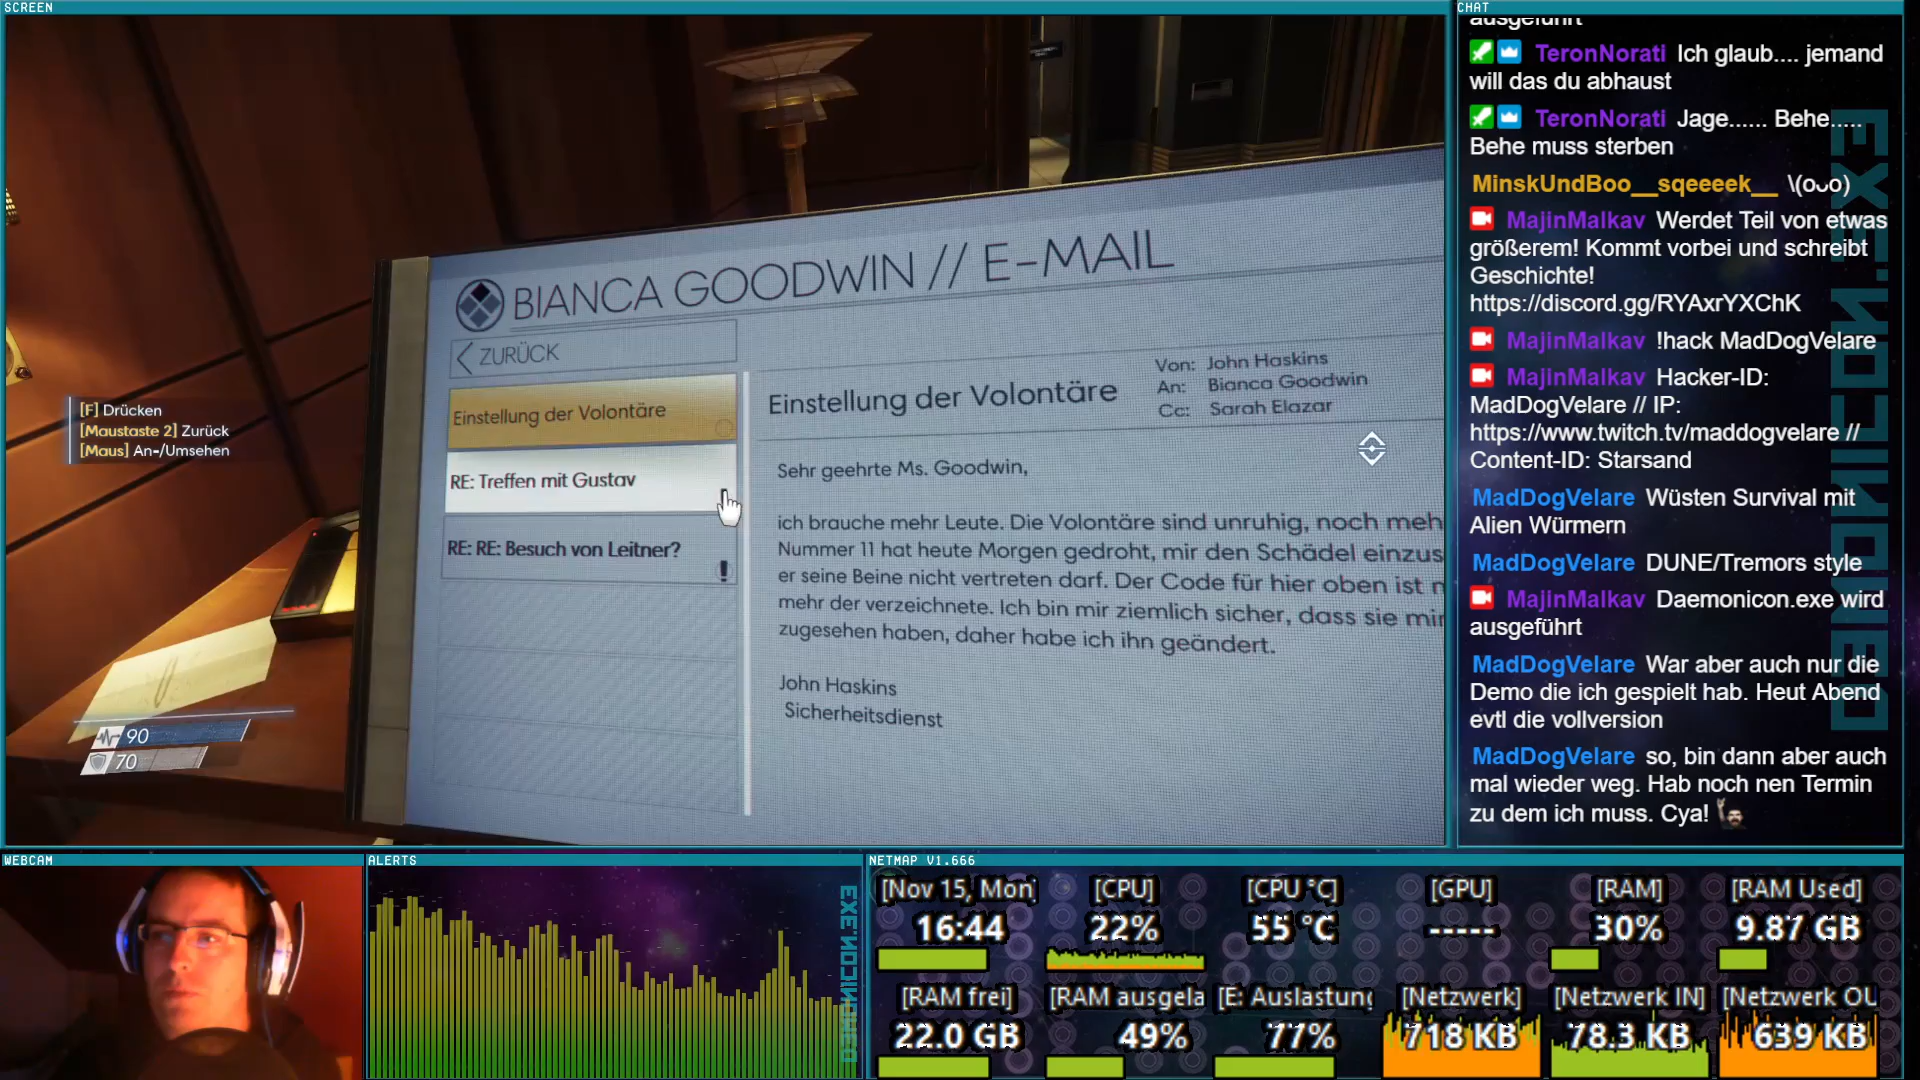 SCREEN
[F] Drücken
[Maustaste 2] Zurück
[Maus] An-/Umsehen
90
70
BIANCA GOODWIN // E-MAIL
ZURÜCK
Einstellung der Volontäre
RE: Treffen mit Gustav
RE: RE: Besuch von Leitner?
Einstellung der Volontäre
Von: John Haskins
An: Bianca Goodwin
Cc: Sarah Elazar
Sehr geehrte Ms. Goodwin,
ich brauche mehr Leute. Die Volontäre sind unruhig, noch meh
Nummer 11 hat heute Morgen gedroht, mir den Schädel einzus
er seine Beine nicht vertreten darf. Der Code für hier oben ist n
mehr der verzeichnete. Ich bin mir ziemlich sicher, dass sie mir
zugesehen haben, daher habe ich ihn geändert.
John Haskins
Sicherheitsdienst
CHAT
ausgeführt
TeronNorati Ich glaub.... jemand
will das du abhaust
TeronNorati Jage...... Behe.....
Behe muss sterben
MinskUndBoo__sqeeeek__ \(oᴗo)
MajinMalkav Werdet Teil von etwas
größerem! Kommt vorbei und schreibt
Geschichte!
https://discord.gg/RYAxrYXChK
MajinMalkav !hack MadDogVelare
MajinMalkav Hacker-ID:
MadDogVelare // IP:
https://www.twitch.tv/maddogvelare //
Content-ID: Starsand
MadDogVelare Wüsten Survival mit
Alien Würmern
MadDogVelare DUNE/Tremors style
MajinMalkav Daemonicon.exe wird
ausgeführt
MadDogVelare War aber auch nur die
Demo die ich gespielt hab. Heut Abend
evtl die vollversion
MadDogVelare so, bin dann aber auch
mal wieder weg. Hab noch nen Termin
zu dem ich muss. Cya!
WEBCAM
ALERTS
NETMAP V1.666
[Nov 15, Mon] [CPU] [CPU °C] [GPU] [RAM] [RAM Used]
16:44 22% 55 °C ----- 30% 9.87 GB
[RAM frei] [RAM ausgela [E: Auslastung [Netzwerk] [Netzwerk IN] [Netzwerk OU
22.0 GB 49% 77% 718 KB 78.3 KB 639 KB